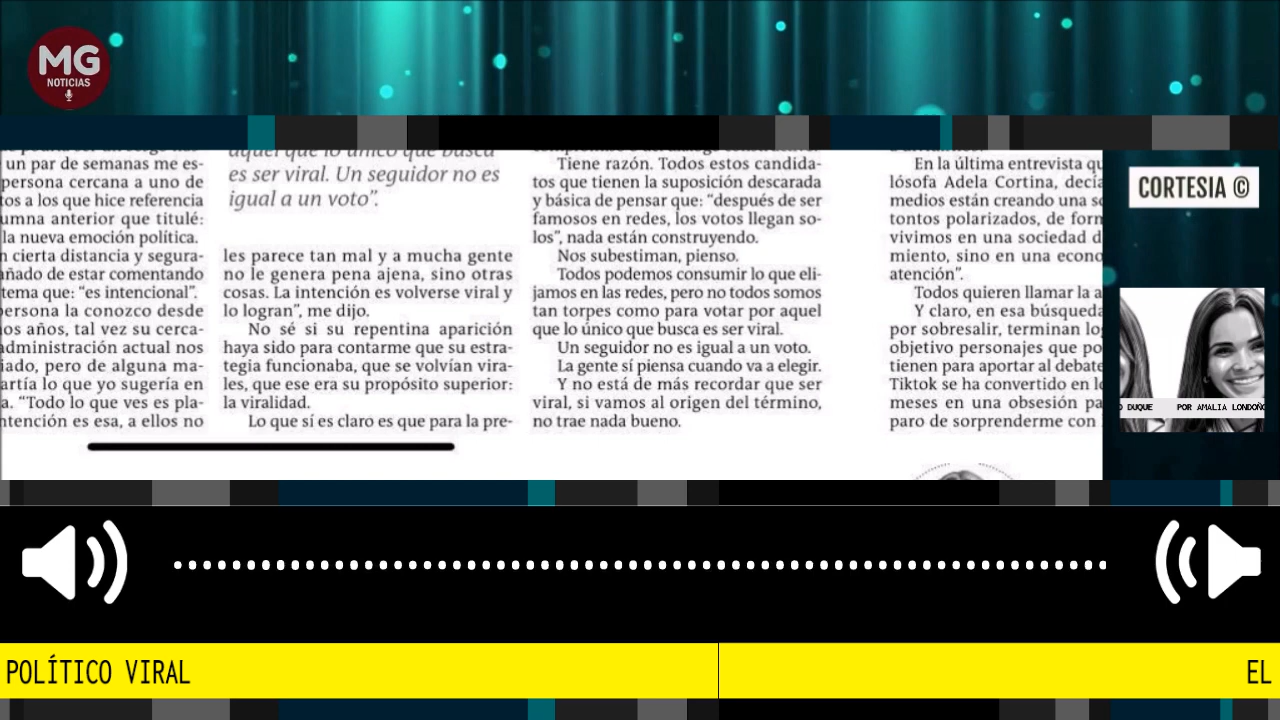 MG
NOTICIAS
un par de semanas me es-
persona cercana a uno de
tos a los que hice referencia
umna anterior que titulé:
la nueva emoción política.
n cierta distancia y segura-
añado de estar comentando
tema que: “es intencional”.
persona la conozco desde
nos años, tal vez su cerca-
administración actual nos
iado, pero de alguna ma-
artía lo que yo sugería en
a. “Todo lo que ves es pla-
ntención es esa, a ellos no
aquel que lo único que busca
es ser viral. Un seguidor no es
igual a un voto”.
les parece tan mal y a mucha gente
no le genera pena ajena, sino otras
cosas. La intención es volverse viral y
lo logran”, me dijo.
No sé si su repentina aparición
haya sido para contarme que su estra-
tegia funcionaba, que se volvían vira-
les, que ese era su propósito superior:
la viralidad.
Lo que sí es claro es que para la pre-
Tiene razón. Todos estos candida-
tos que tienen la suposición descarada
y básica de pensar que: “después de ser
famosos en redes, los votos llegan so-
los”, nada están construyendo.
Nos subestiman, pienso.
Todos podemos consumir lo que eli-
jamos en las redes, pero no todos somos
tan torpes como para votar por aquel
que lo único que busca es ser viral.
Un seguidor no es igual a un voto.
La gente sí piensa cuando va a elegir.
Y no está de más recordar que ser
viral, si vamos al origen del término,
no trae nada bueno.
En la última entrevista qu
lósofa Adela Cortina, decía
medios están creando una so
tontos polarizados, de form
vivimos en una sociedad d
miento, sino en una econo
atención”.
Todos quieren llamar la a
Y claro, en esa búsqueda
por sobresalir, terminan lo
objetivo personajes que po
tienen para aportar al debate
Tiktok se ha convertido en l
meses en una obsesión pa
paro de sorprenderme con
CORTESIA ©
O DUQUE POR AMALIA LONDOÑO
POLÍTICO VIRAL
EL